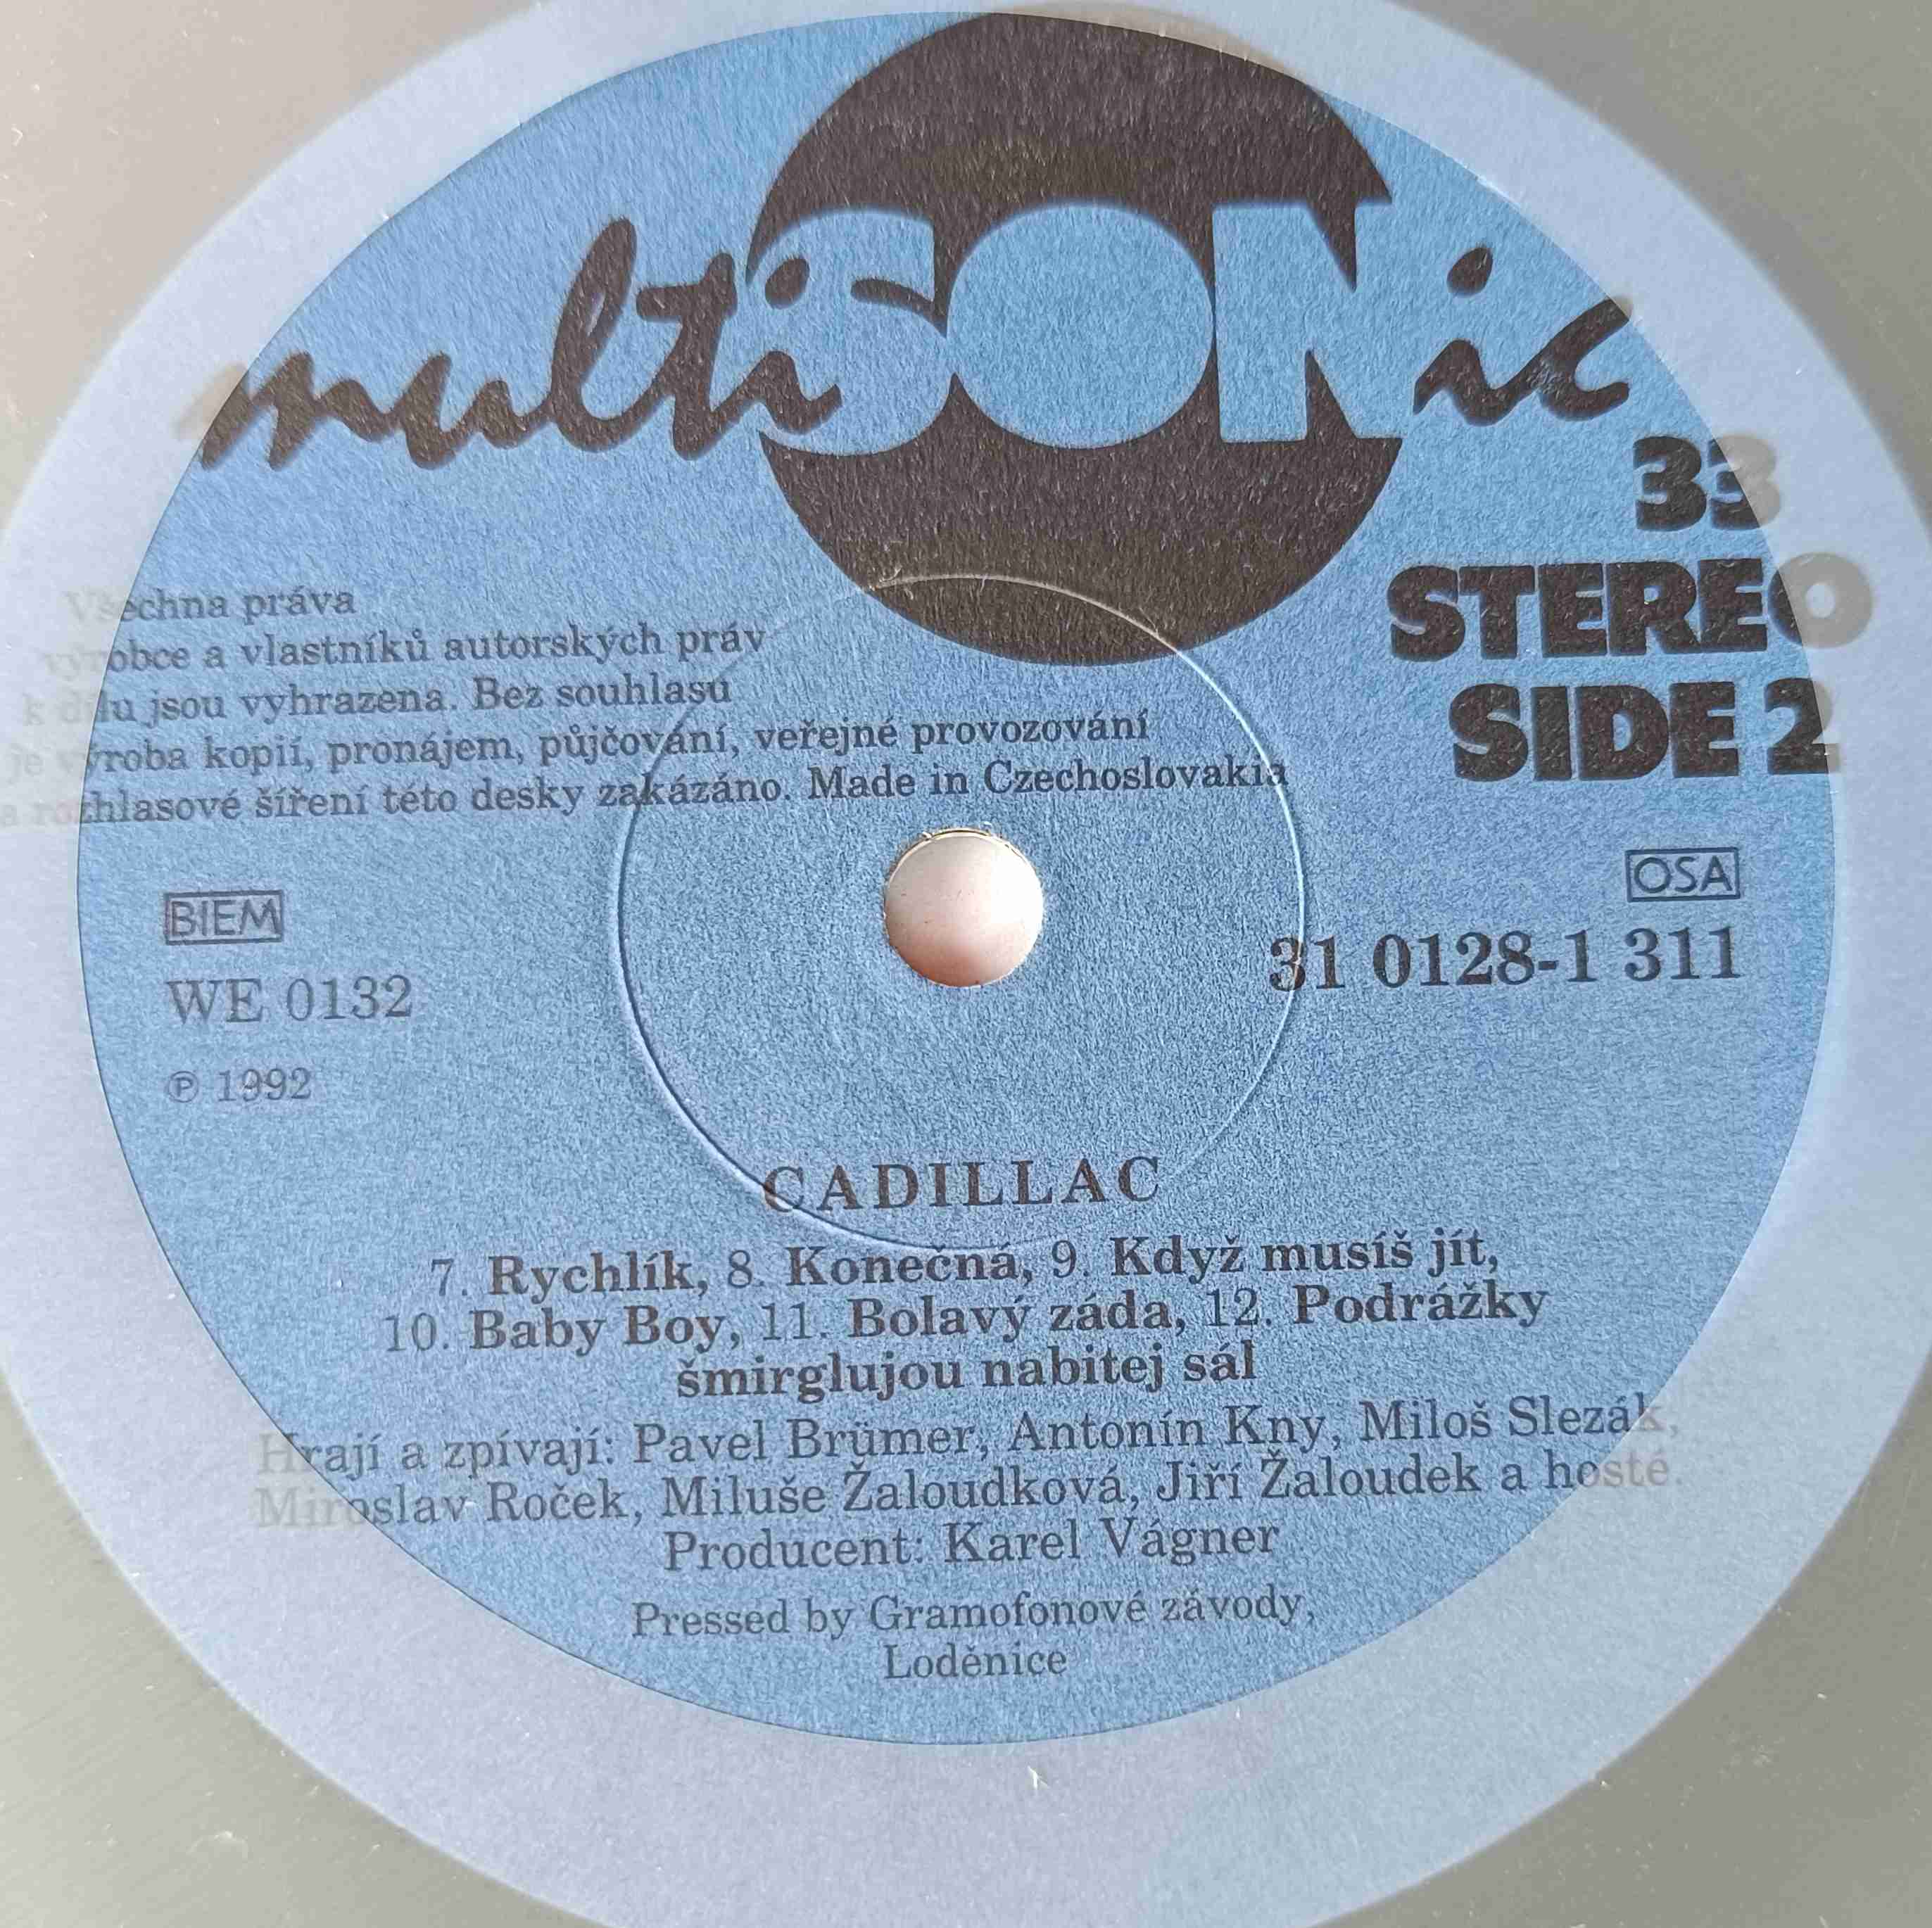 multiSONic
33
STEREO
SIDE 2
Všechna práva
výrobce a vlastníků autorských práv
k dílu jsou vyhrazena. Bez souhlasu
je výroba kopií, pronájem, půjčování, veřejné provozování
a rozhlasové šíření této desky zakázáno. Made in Czechoslovakia
BIEM
OSA
WE 0132
31 0128-1 311
℗ 1992
CADILLAC
7. Rychlík, 8. Konečná, 9. Když musíš jít,
10. Baby Boy, 11. Bolavý záda, 12. Podrážky
šmirglujou nabitej sál
Hrají a zpívají: Pavel Brümer, Antonín Kny, Miloš Slezák,
Miroslav Roček, Miluše Žaloudková, Jiří Žaloudek a hosté.
Producent: Karel Vágner
Pressed by Gramofonové závody,
Loděnice